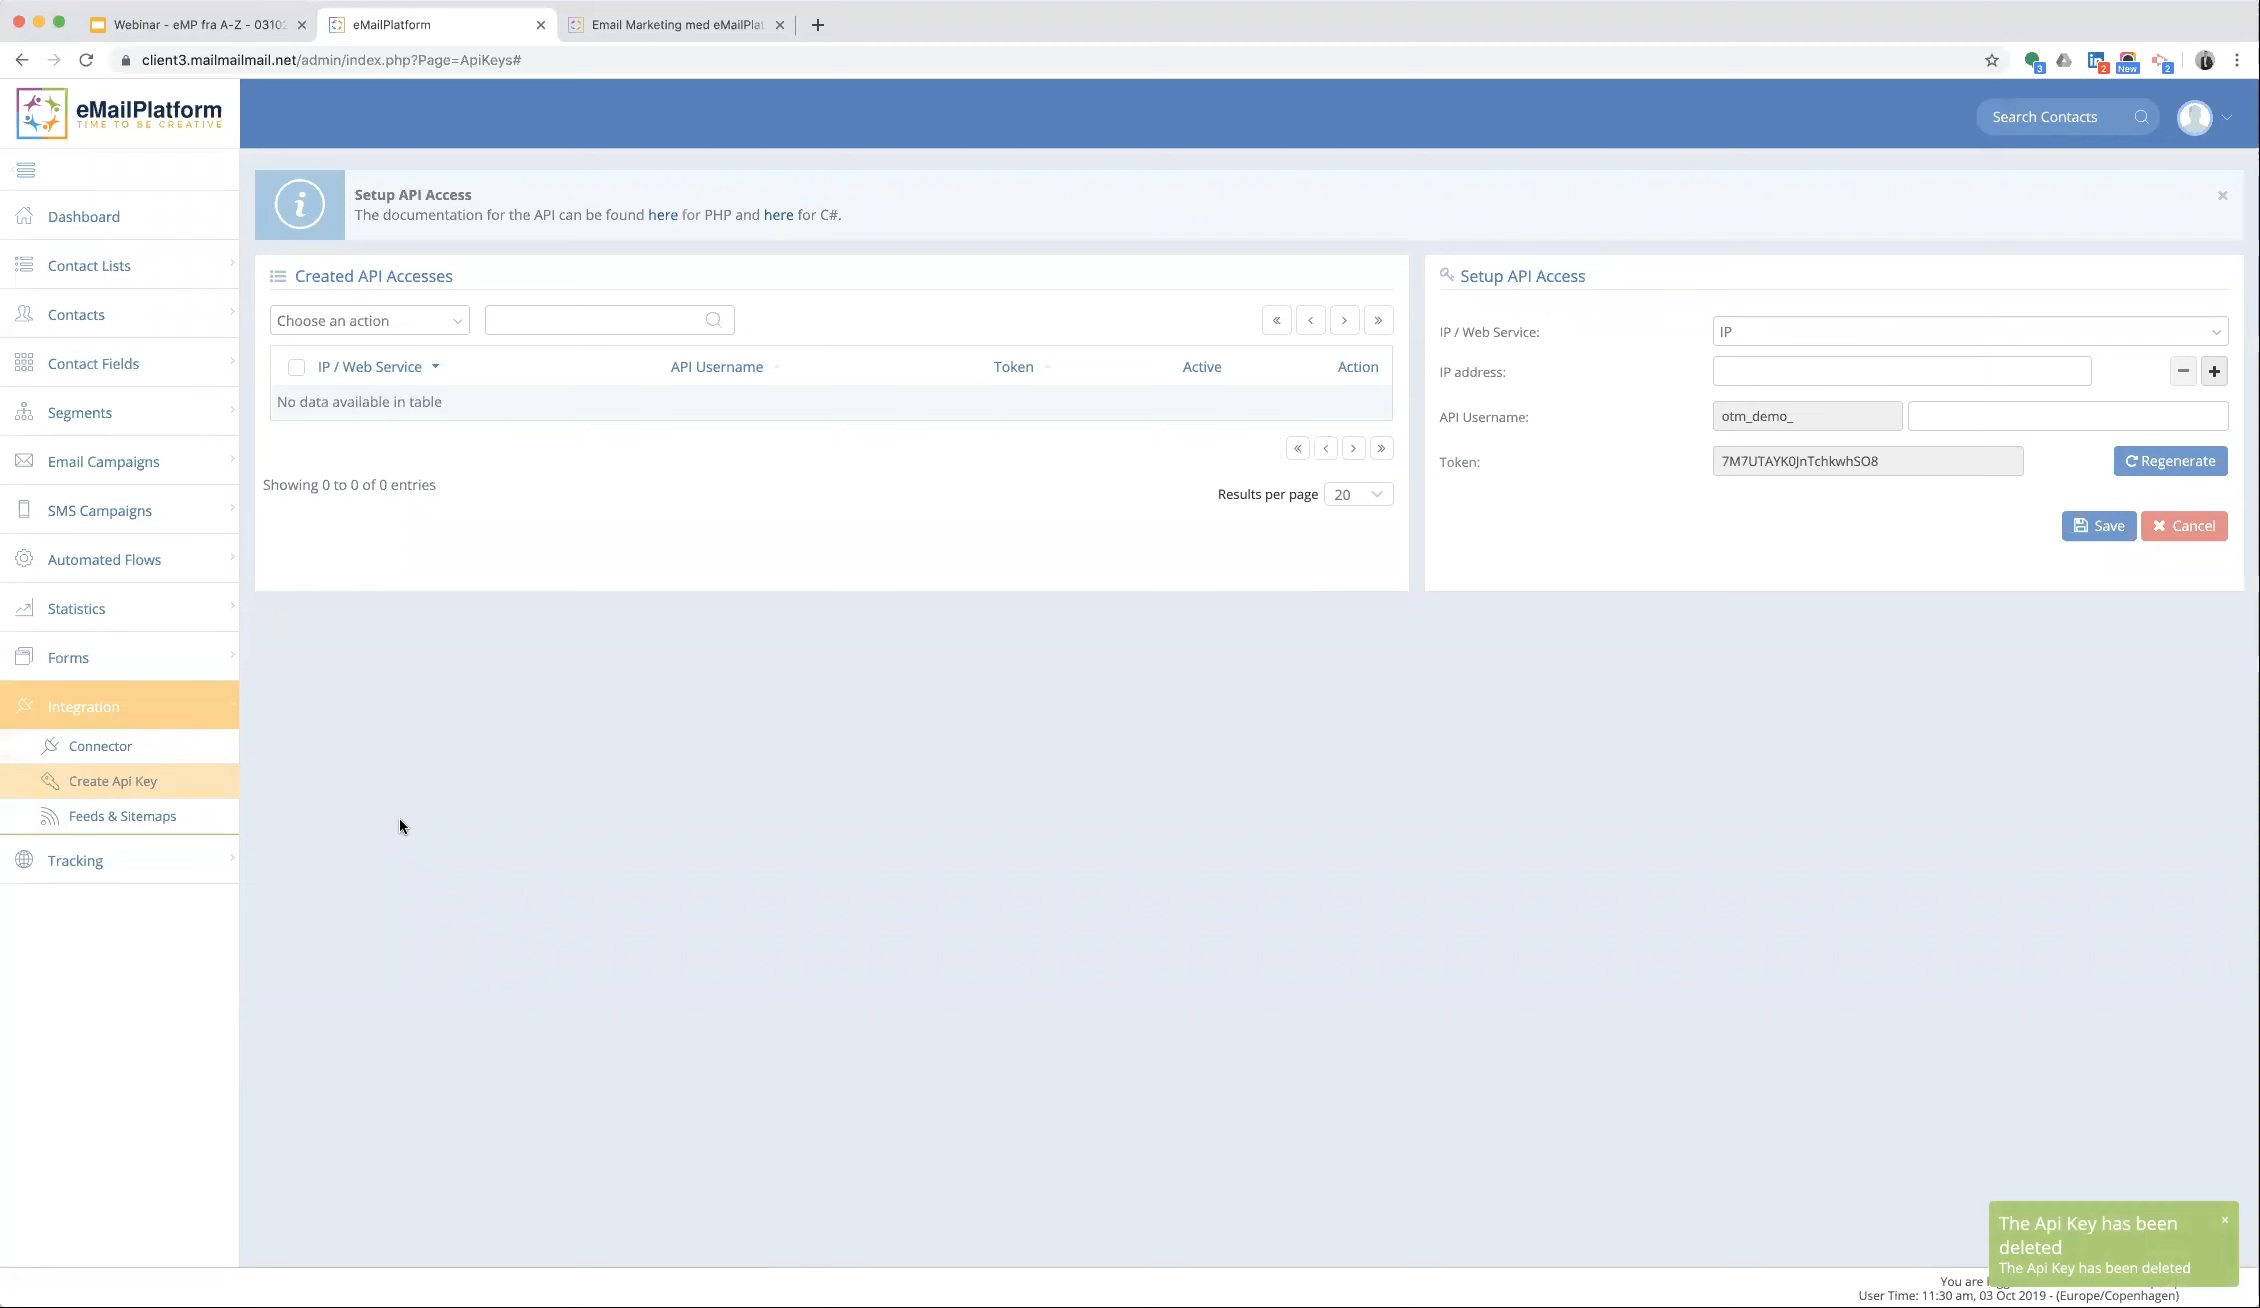 Webinar - eMP fra A-Z - 0310
eMailPlatform
Email Marketing med eMailPlat
client3.mailmailmail.net/admin/index.php?Page=ApiKeys#
3
2
New
2
eMailPlatform
TIME TO BE CREATIVE
Search Contacts
Dashboard
Contact Lists
Contacts
Contact Fields
Segments
Email Campaigns
SMS Campaigns
Automated Flows
Statistics
Forms
Integration
Connector
Create Api Key
Feeds & Sitemaps
Tracking
Setup API Access
The documentation for the API can be found here for PHP and here for C#.
Created API Accesses
Choose an action
IP / Web Service
API Username
Token
Active
Action
No data available in table
Showing 0 to 0 of 0 entries
Results per page 20
Setup API Access
IP / Web Service:
IP
IP address:
API Username:
otm_demo_
Token:
7M7UTAYK0JnTchkwhSO8
Regenerate
Save
Cancel
The Api Key has been
deleted
The Api Key has been deleted
You are
User Time: 11:30 am, 03 Oct 2019 - (Europe/Copenhagen)